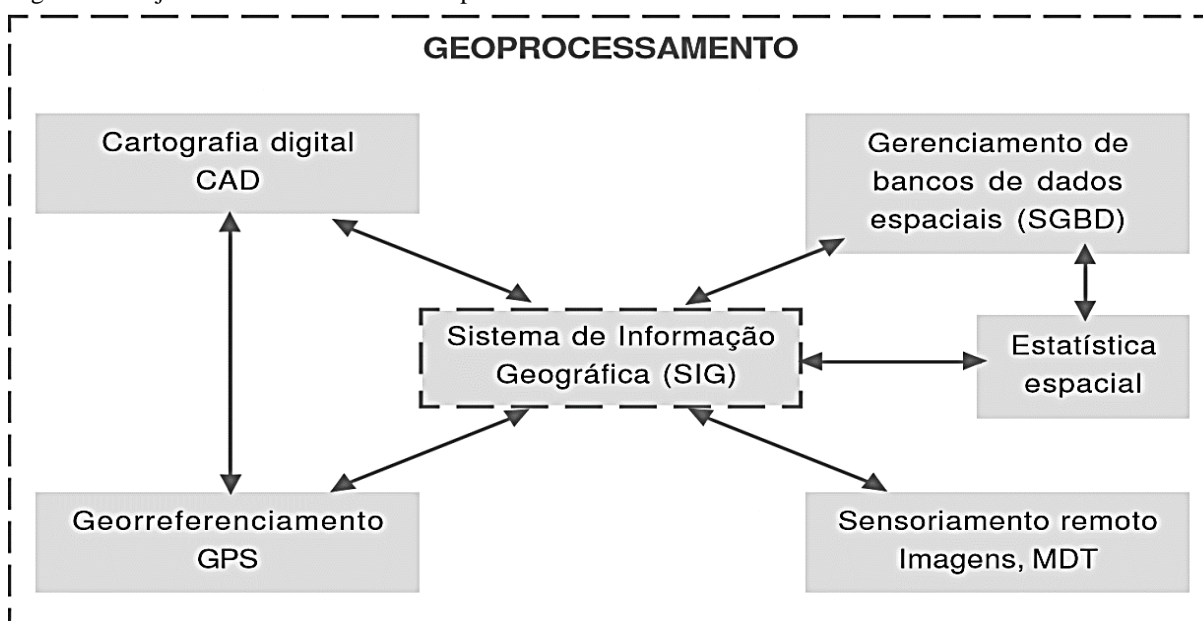 GEOPROCESSAMENTO
Cartografia digital
CAD
Gerenciamento de
bancos de dados
espaciais (SGBD)
Sistema de Informação
Geográfica (SIG)
Estatística
espacial
Georreferenciamento
GPS
Sensoriamento remoto
Imagens, MDT